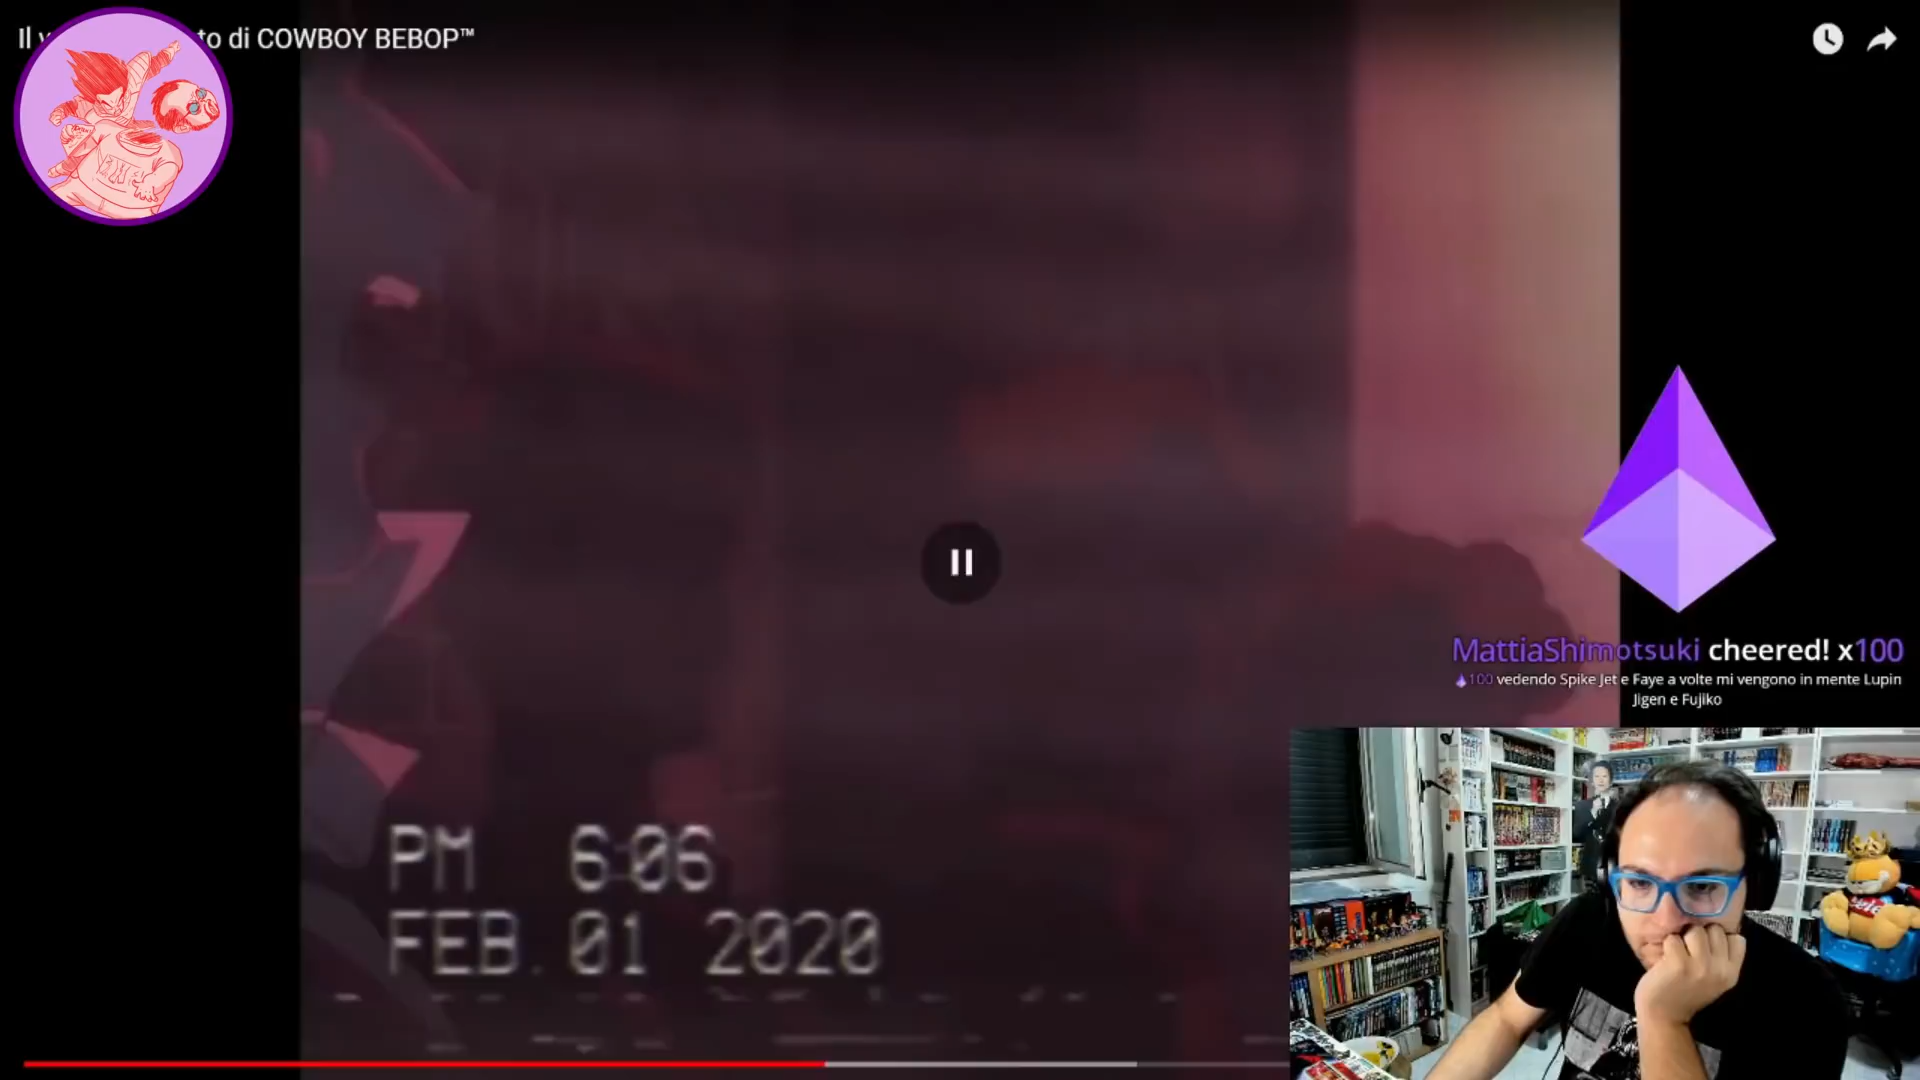 Il v to di COWBOY BEBOP™
MattiaShimotsuki cheered! x100
100 vedendo Spike Jet e Faye a volte mi vengono in mente Lupin
Jigen e Fujiko
PM 6:06
FEB. 01 2020